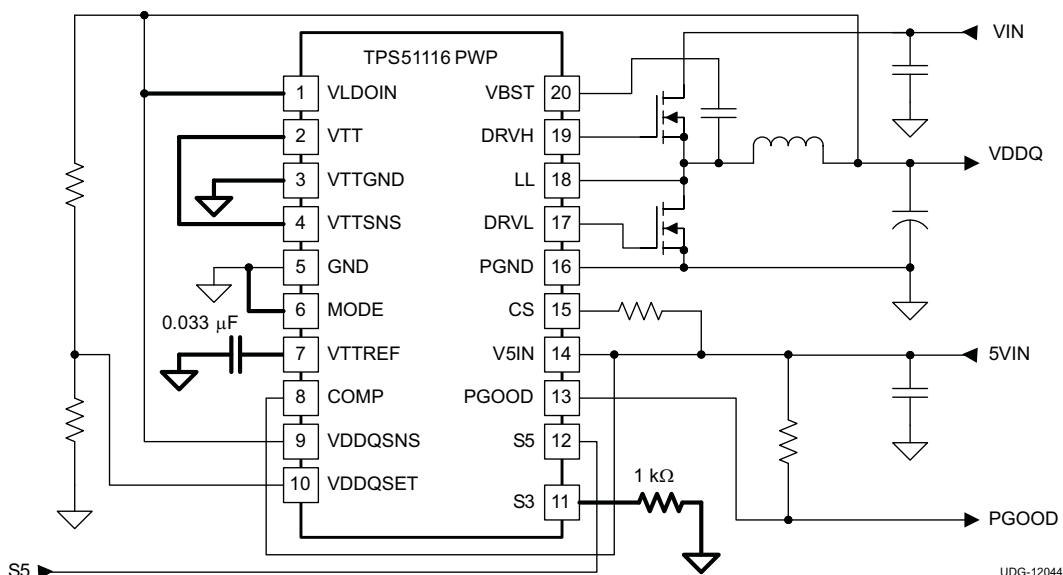 VIN
TPS51116 PWP
1 VLDOIN VBST 20
2 VTT DRVH 19
VDDQ
3 VTTGND LL 18
4 VTTSNS DRVL 17
5 GND PGND 16
6 MODE CS 15
0.033 μF
7 VTTREF V5IN 14
5VIN
8 COMP PGOOD 13
9 VDDQSNS S5 12
10 VDDQSET S3 11
1 kΩ
PGOOD
S5
UDG-12044